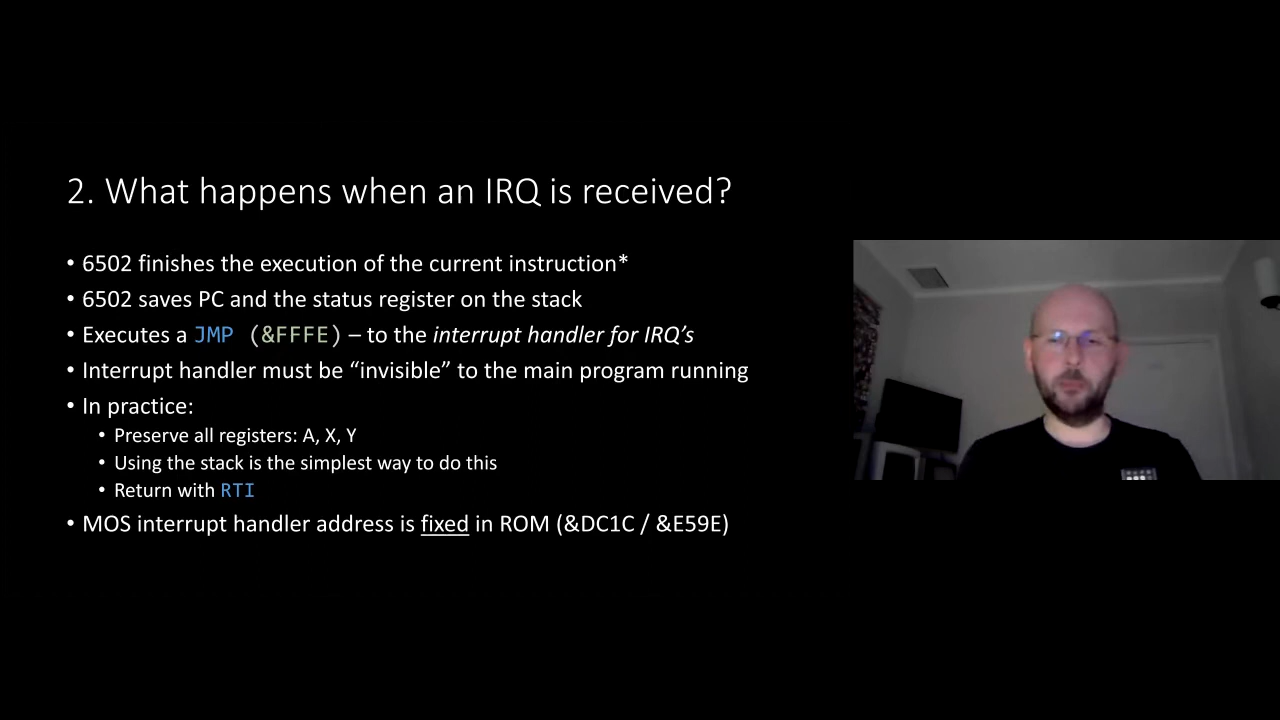 2. What happens when an IRQ is received?
• 6502 finishes the execution of the current instruction*
• 6502 saves PC and the status register on the stack
• Executes a JMP (&FFFE) – to the interrupt handler for IRQ’s
• Interrupt handler must be “invisible” to the main program running
• In practice:
• Preserve all registers: A, X, Y
• Using the stack is the simplest way to do this
• Return with RTI
• MOS interrupt handler address is fixed in ROM (&DC1C / &E59E)